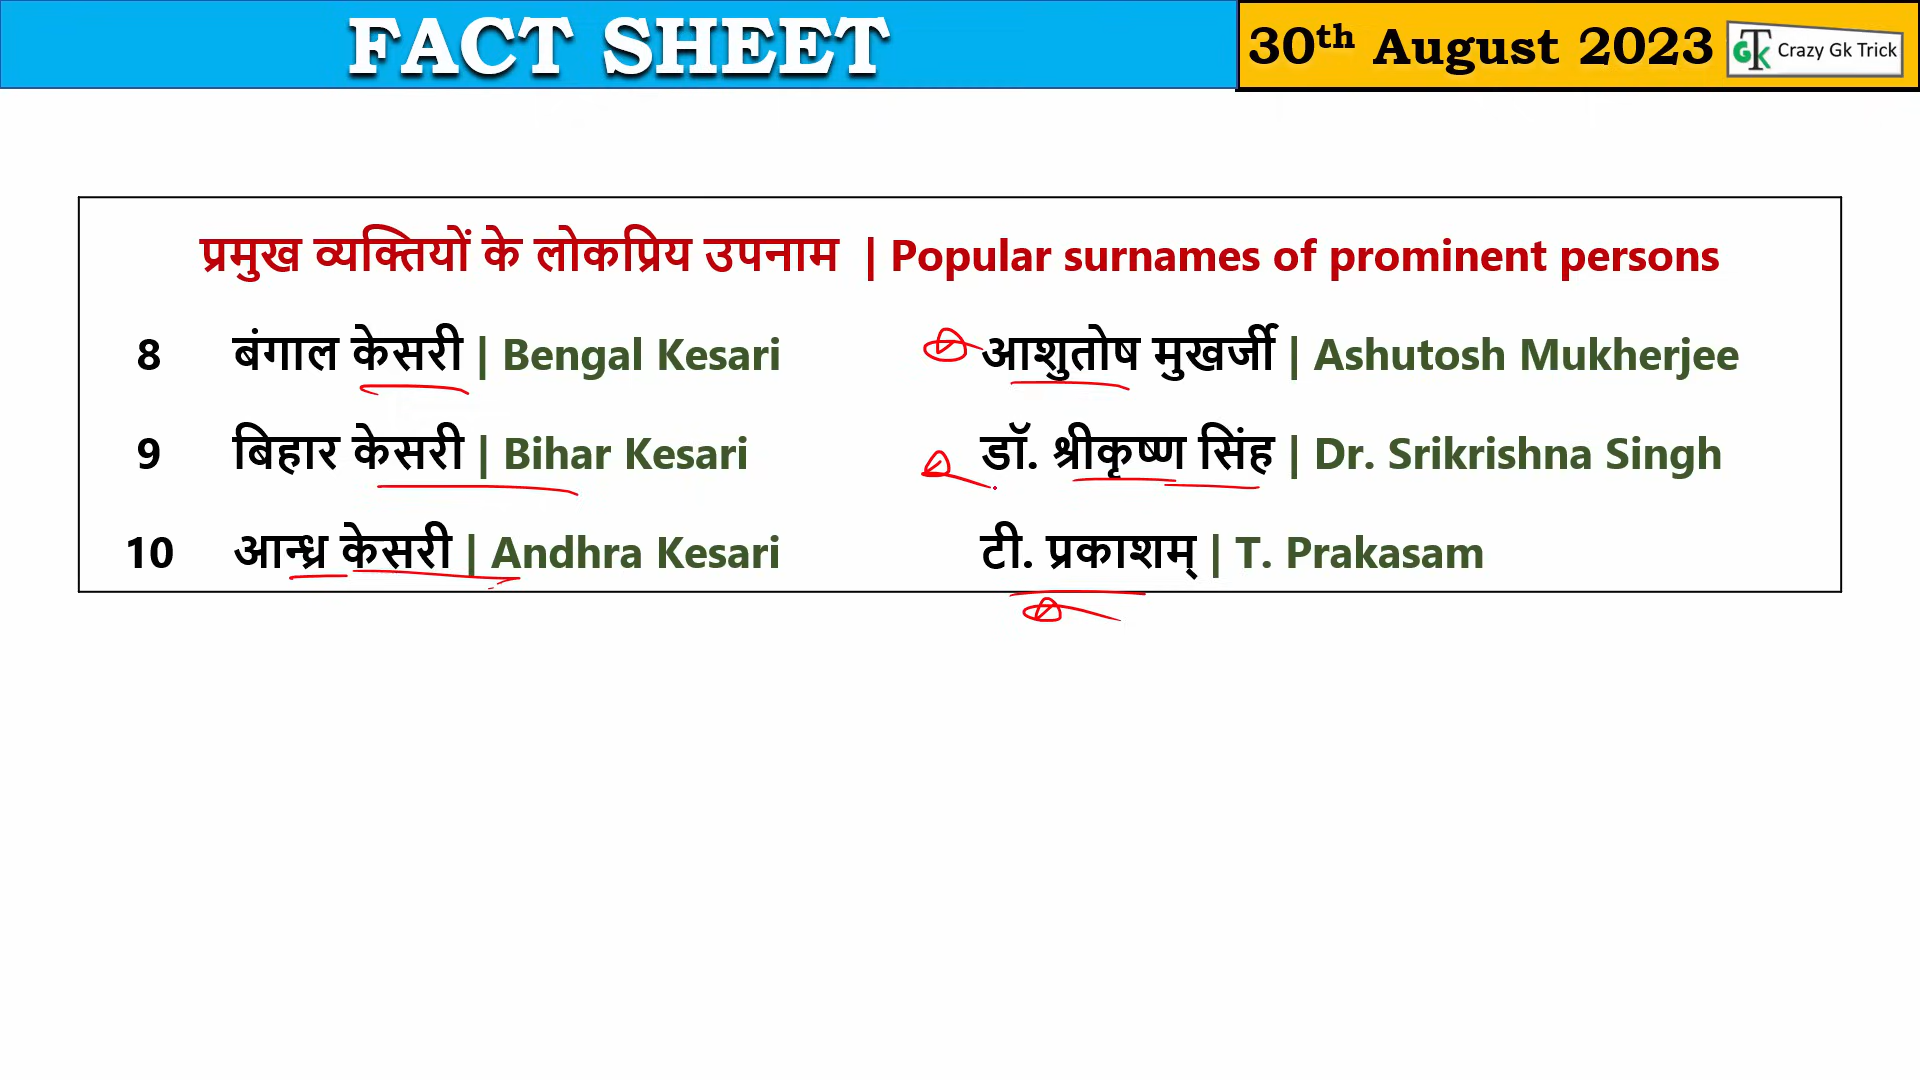 FACT SHEET
30th August 2023
GTK Crazy Gk Trick
प्रमुख व्यक्तियों के लोकप्रिय उपनाम | Popular surnames of prominent persons
8 बंगाल केसरी | Bengal Kesari आशुतोष मुखर्जी | Ashutosh Mukherjee
9 बिहार केसरी | Bihar Kesari डॉ. श्रीकृष्ण सिंह | Dr. Srikrishna Singh
10 आन्ध्र केसरी | Andhra Kesari टी. प्रकाशम् | T. Prakasam